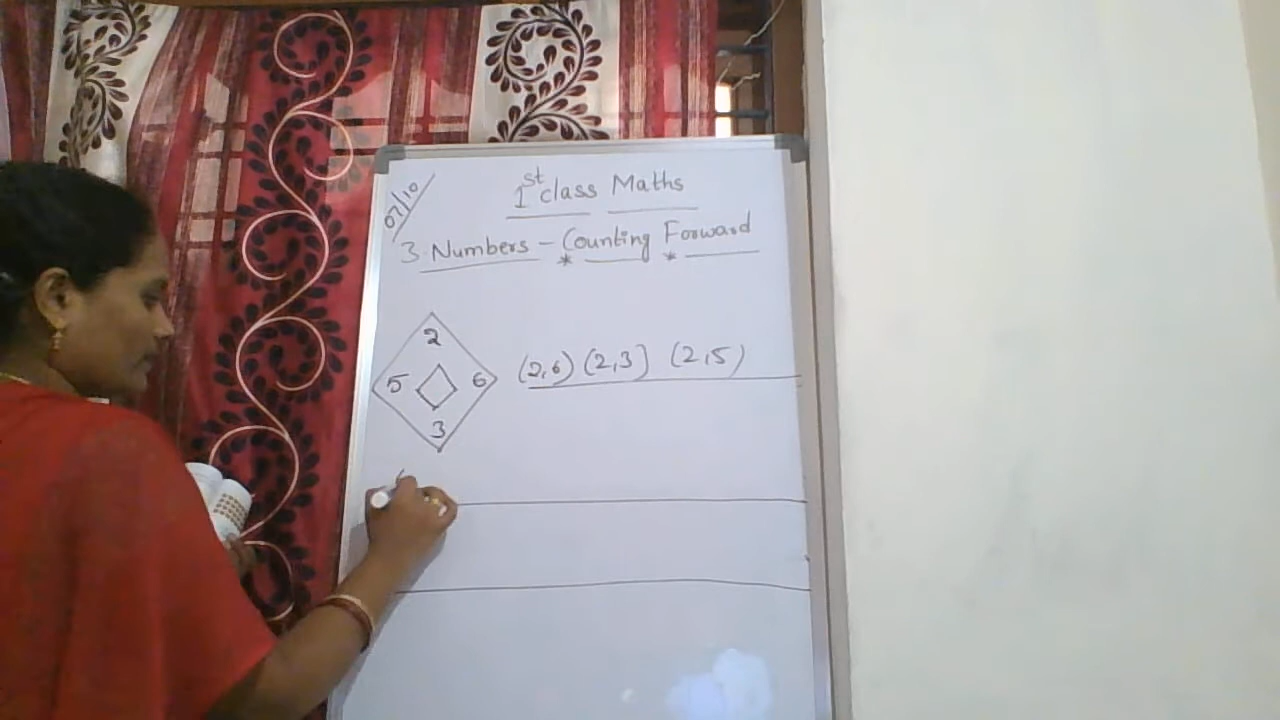 07/10
1st class Maths
3. Numbers - Counting Forward
* *
2
5 6
3
(2,6) (2,3] (2,5)